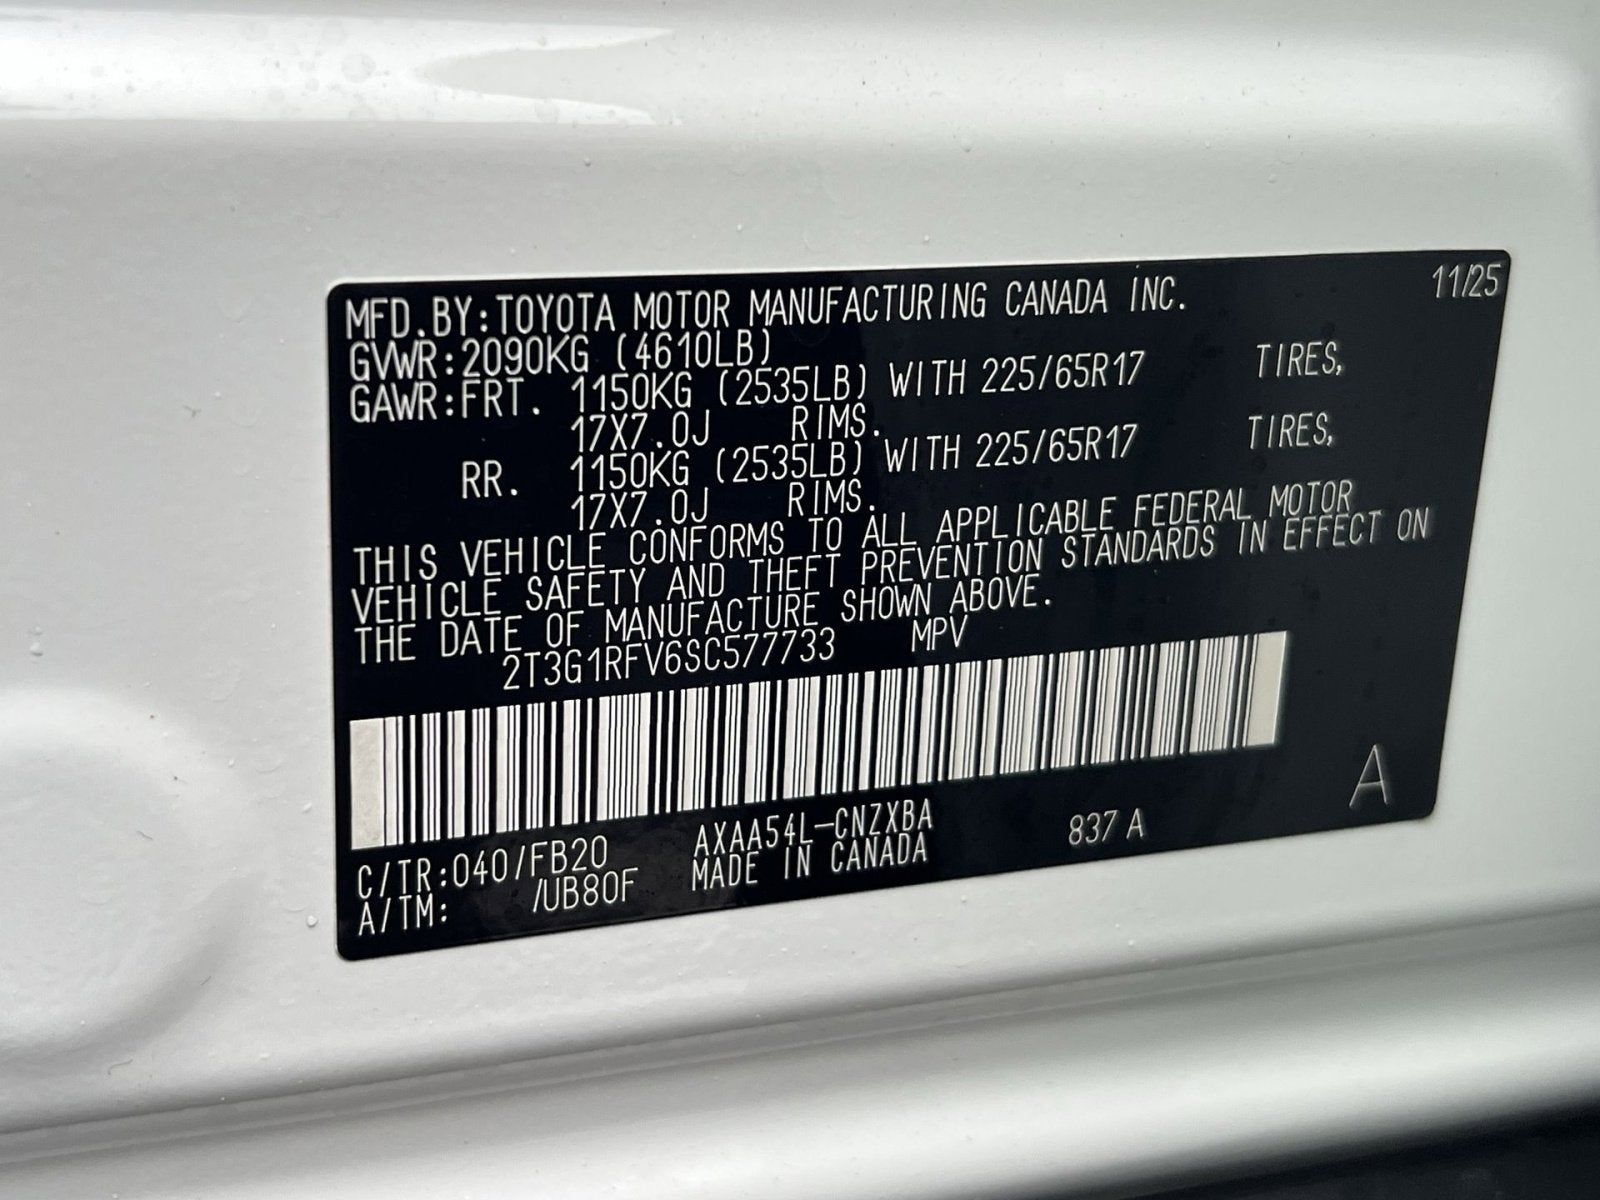 11/25
MFD.BY:TOYOTA MOTOR MANUFACTURING CANADA INC.
GVWR:2090KG (4610LB)
GAWR:FRT. 1150KG (2535LB) WITH 225/65R17 TIRES,
17X7.0J RIMS.
RR. 1150KG (2535LB) WITH 225/65R17 TIRES,
17X7.0J RIMS.
THIS VEHICLE CONFORMS TO ALL APPLICABLE FEDERAL MOTOR
VEHICLE SAFETY AND THEFT PREVENTION STANDARDS IN EFFECT ON
THE DATE OF MANUFACTURE SHOWN ABOVE.
2T3G1RFV6SC577733 MPV
A
C/TR:040/FB20 AXAA54L-CNZXBA 837 A
A/TM: /UB80F MADE IN CANADA